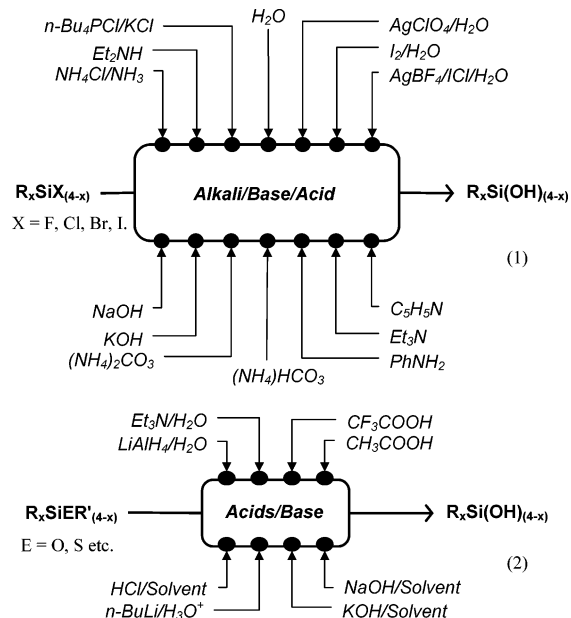 n-Bu4PCl/KCl
H2O
AgClO4/H2O
Et2NH
I2/H2O
NH4Cl/NH3
AgBF4/ICl/H2O
RxSiX(4-x)
Alkali/Base/Acid
RxSi(OH)(4-x)
X = F, Cl, Br, I.
(1)
NaOH
C5H5N
KOH
Et3N
(NH4)2CO3
PhNH2
(NH4)HCO3
Et3N/H2O
CF3COOH
LiAlH4/H2O
CH3COOH
RxSiER'(4-x)
Acids/Base
RxSi(OH)(4-x)
E = O, S etc.
(2)
HCl/Solvent
NaOH/Solvent
n-BuLi/H3O+
KOH/Solvent